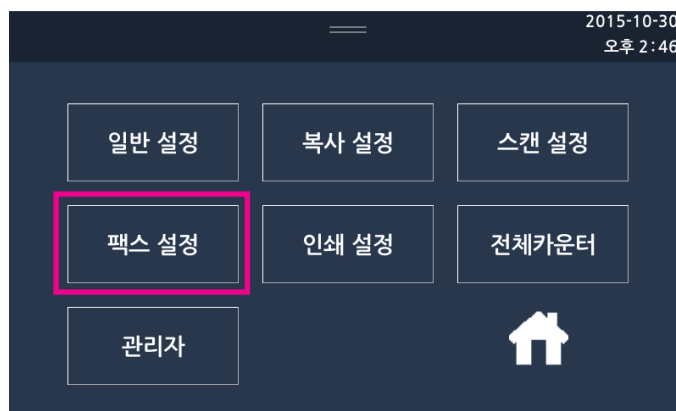 2015-10-30
오후 2:46
일반 설정
복사 설정
스캔 설정
팩스 설정
인쇄 설정
전체카운터
관리자